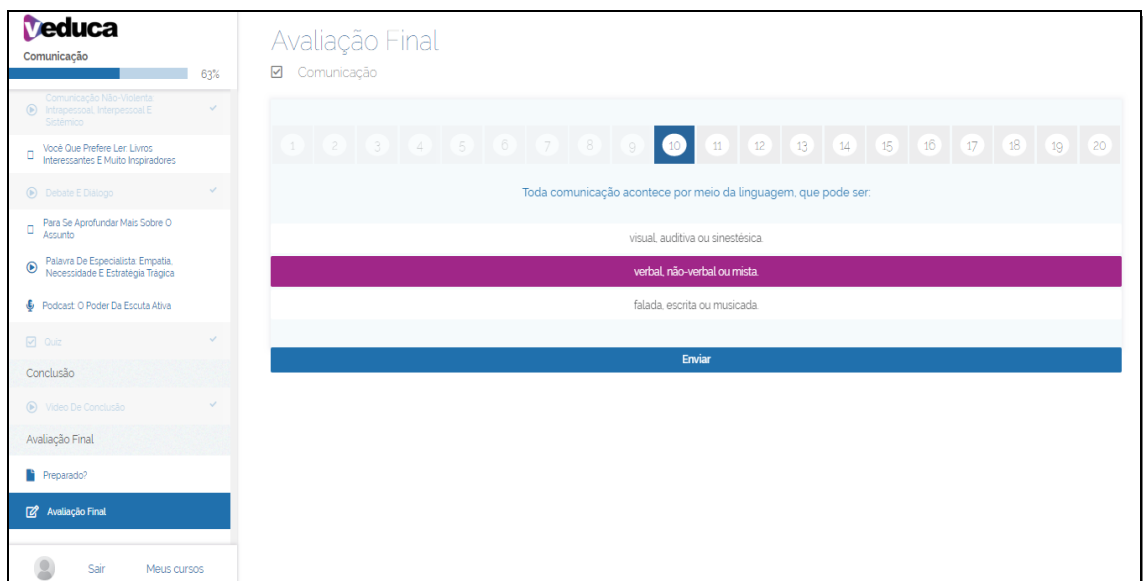 veduca
Comunicação
63%
Comunicação Não-Violenta:
Intrapessoal, Interpessoal E
Sistêmico
Você Que Prefere Ler: Livros
Interessantes E Muito Inspiradores
Debate E Diálogo
Para Se Aprofundar Mais Sobre O
Assunto
Palavra De Especialista: Empatia,
Necessidade E Estratégia Trágica
Podcast: O Poder Da Escuta Ativa
Quiz
Conclusão
Vídeo De Conclusão
Avaliação Final
Preparado?
Avaliação Final
Sair Meus cursos
Avaliação Final
Comunicação
1 2 3 4 5 6 7 8 9 10 11 12 13 14 15 16 17 18 19 20
Toda comunicação acontece por meio da linguagem, que pode ser:
visual, auditiva ou sinestésica.
verbal, não-verbal ou mista.
falada, escrita ou musicada.
Enviar